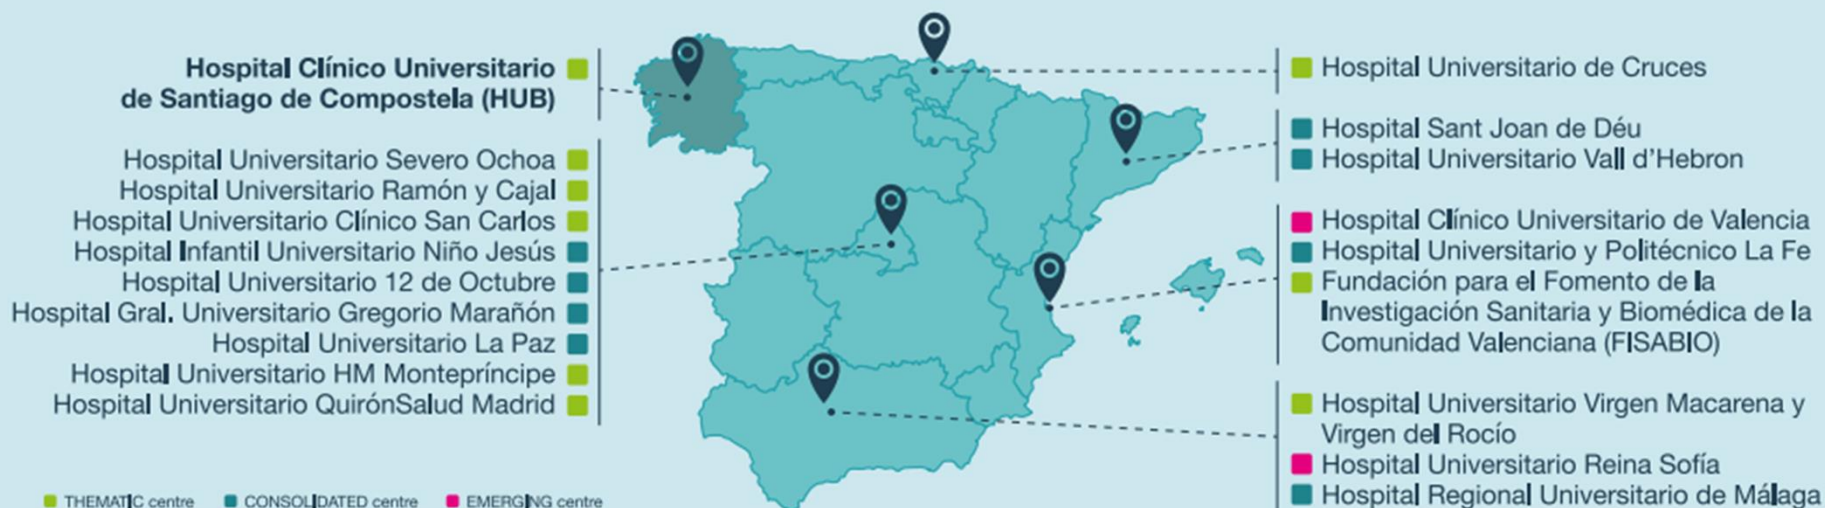 Hospital Clínico Universitario
de Santiago de Compostela (HUB)
Hospital Universitario Severo Ochoa
Hospital Universitario Ramón y Cajal
Hospital Universitario Clínico San Carlos
Hospital Infantil Universitario Niño Jesús
Hospital Universitario 12 de Octubre
Hospital Gral. Universitario Gregorio Marañón
Hospital Universitario La Paz
Hospital Universitario HM Montepríncipe
Hospital Universitario QuirónSalud Madrid
THEMATIC centre CONSOLIDATED centre EMERGING centre
Hospital Universitario de Cruces
Hospital Sant Joan de Déu
Hospital Universitario Vall d’Hebron
Hospital Clínico Universitario de Valencia
Hospital Universitario y Politécnico La Fe
Fundación para el Fomento de la
Investigación Sanitaria y Biomédica de la
Comunidad Valenciana (FISABIO)
Hospital Universitario Virgen Macarena y
Virgen del Rocío
Hospital Universitario Reina Sofía
Hospital Regional Universitario de Málaga